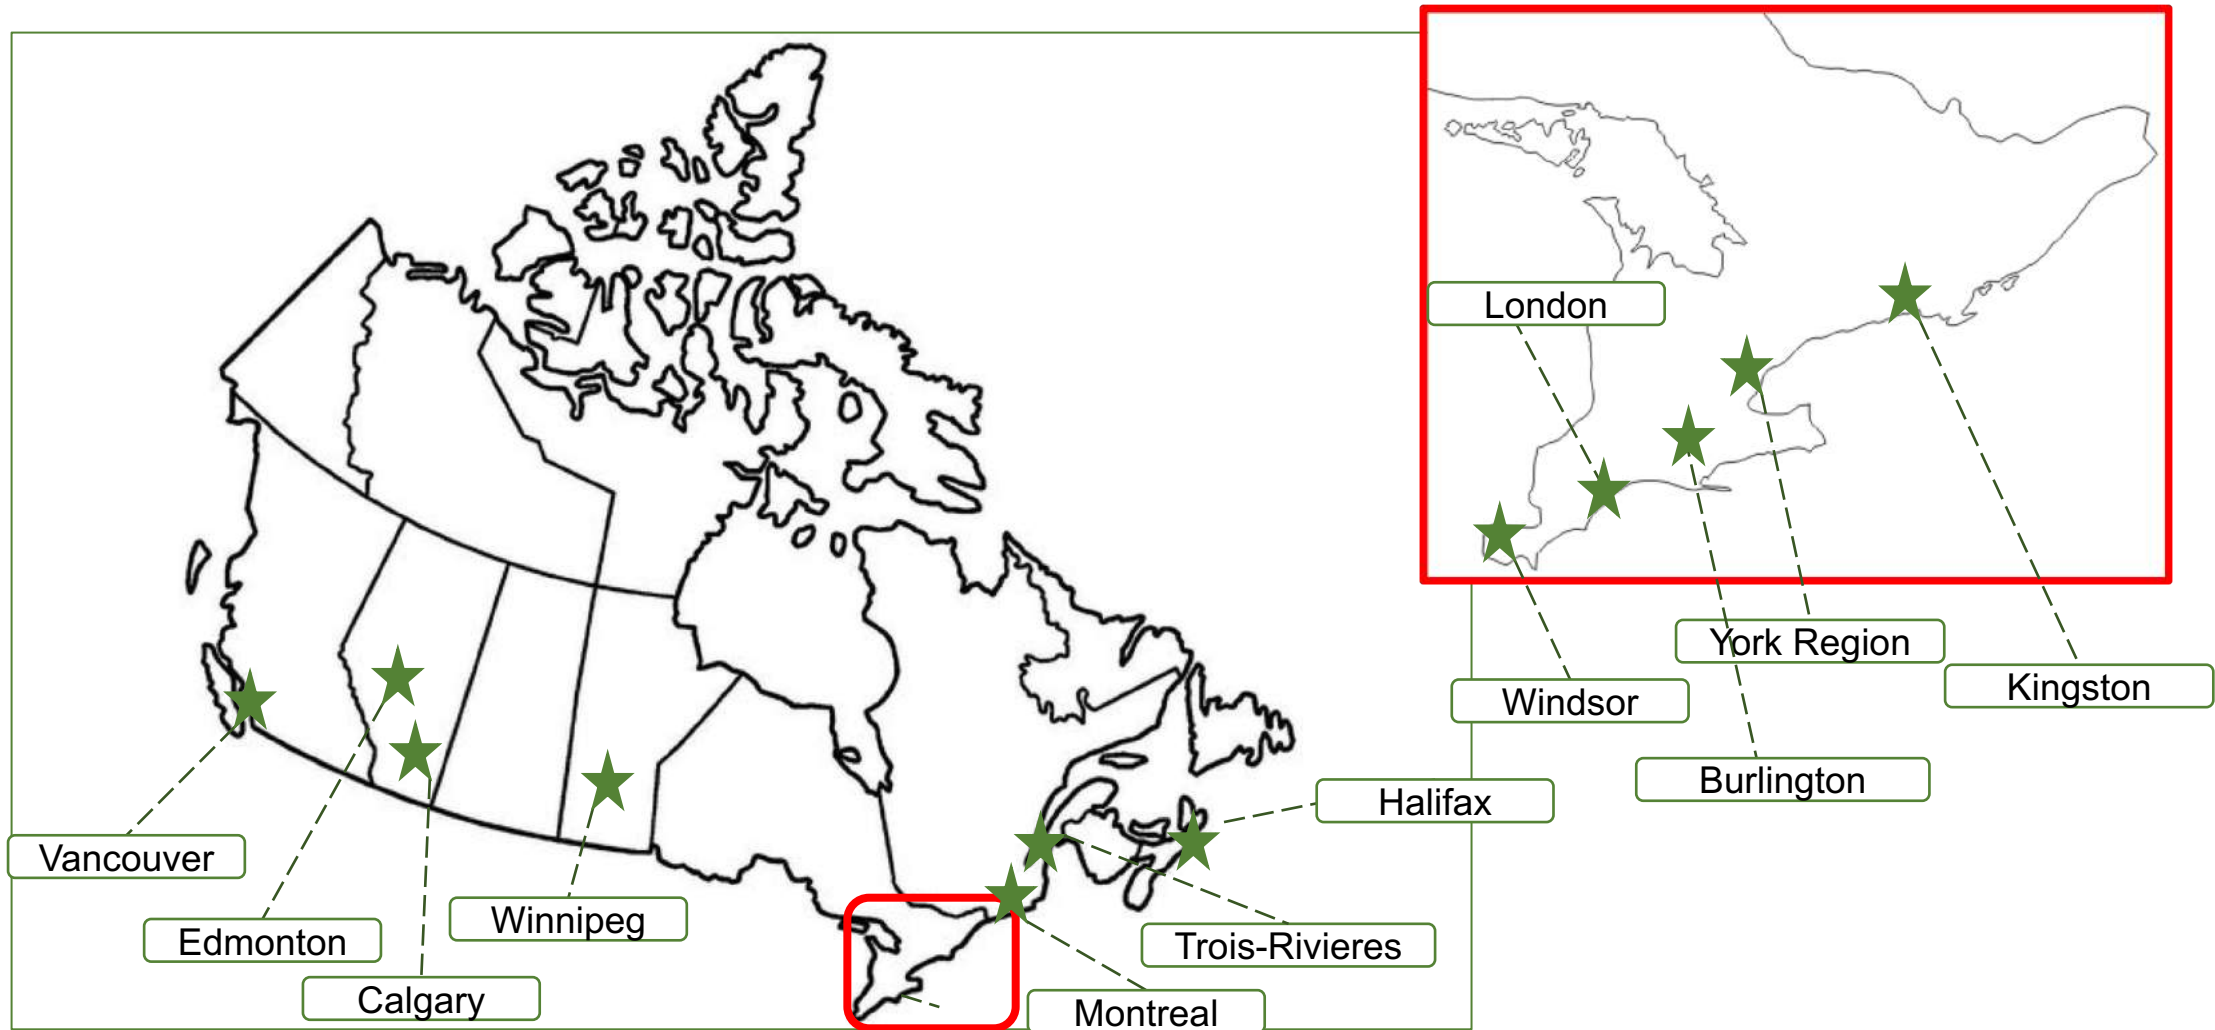 London
York Region
Kingston
Windsor
Burlington
Halifax
Vancouver
Winnipeg
Edmonton
Trois-Rivieres
Calgary
Montreal